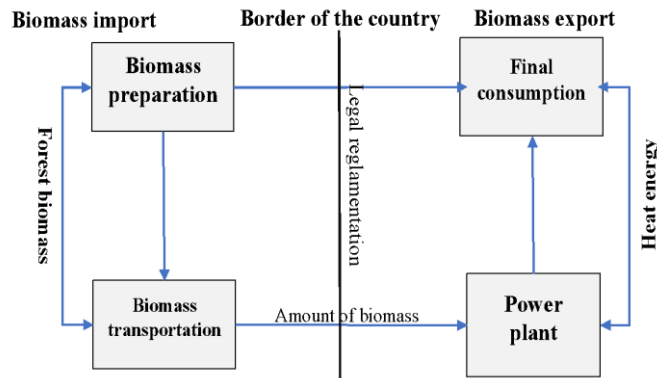 Biomass import
Border of the country
Biomass export
Biomass
preparation
Final
consumption
Forest biomass
Legal reglamentation
Heat energy
Biomass
transportation
Amount of biomass
Power
plant